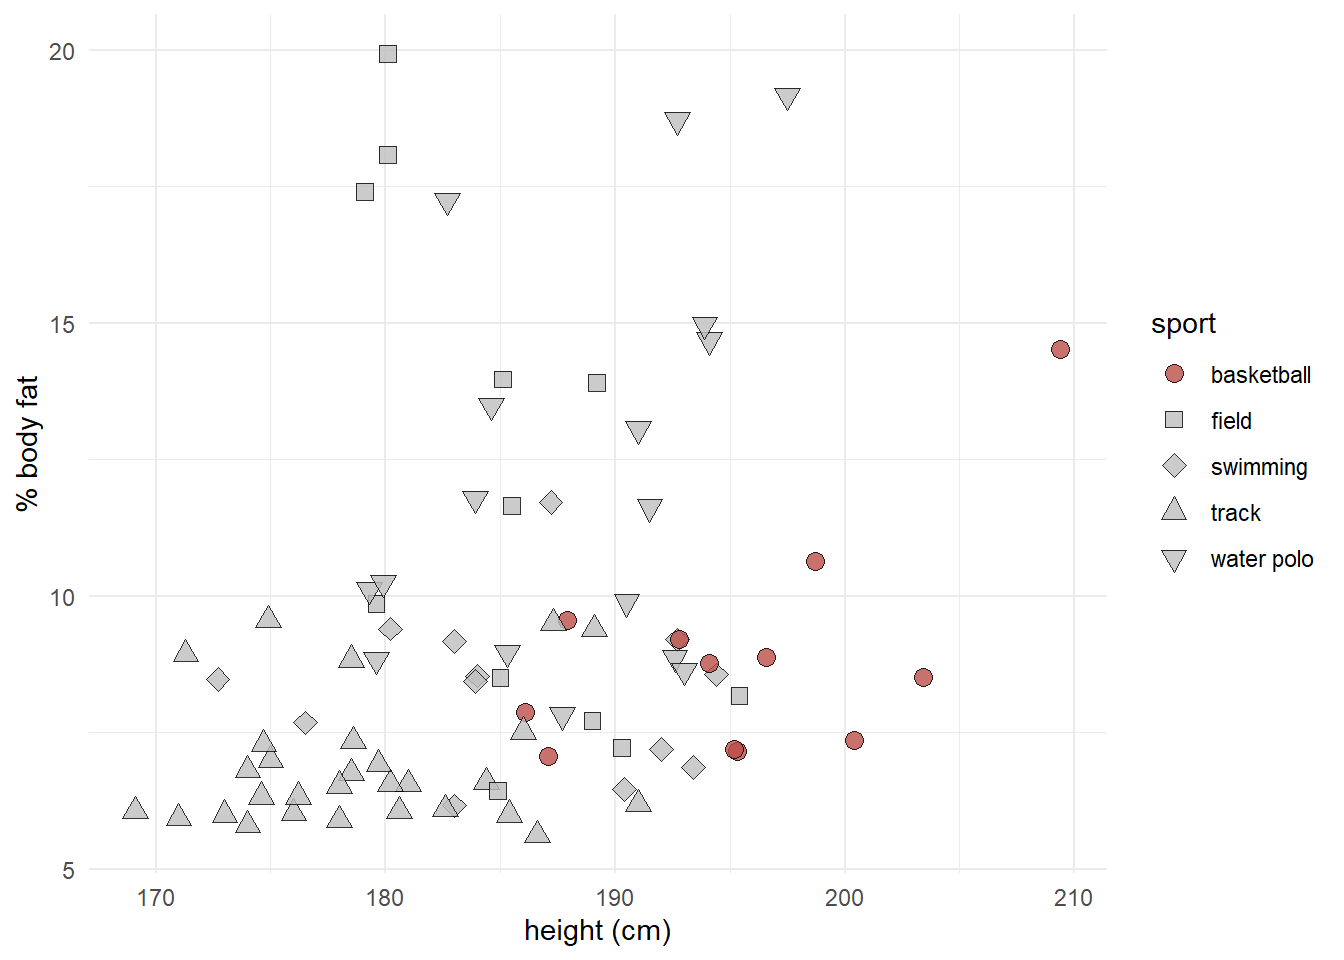 20
15
10
5
% body fat
170 180 190 200 210
height (cm)
sport
basketball
field
swimming
track
water polo